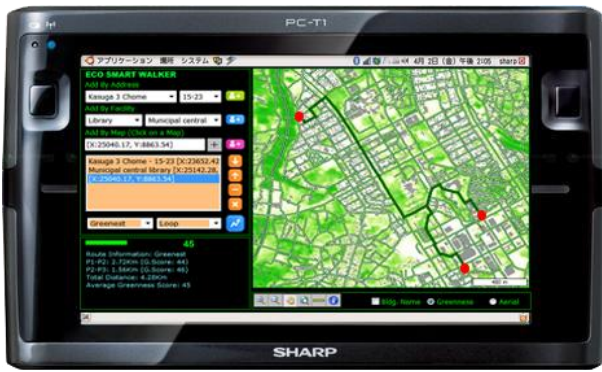 PC-T1
アプリケーション 場所 システム
4月 2日 (金) 午後 2:05 sharp
ECO SMART WALKER
Add By Address
Kasuga 3 Chome
15-23
Add By Facility
Library
Municipal central
Add By Map (Click on a Map)
[X:25040.17, Y:8863.54]
Kasuga 3 Chome - 15-23 [X:23652.42
Municipal central library [X:25142.28,
[X:25040.17, Y:8863.54]
Greenest
Loop
45
Route Information: Greenest
P1-P2: 2.72Km (G.Score: 44)
P2-P3: 1.56Km (G.Score: 46)
Total Distance: 4.28Km
Average Greenness Score: 45
400 m
Bldg. Name
Greenness
Aerial
SHARP